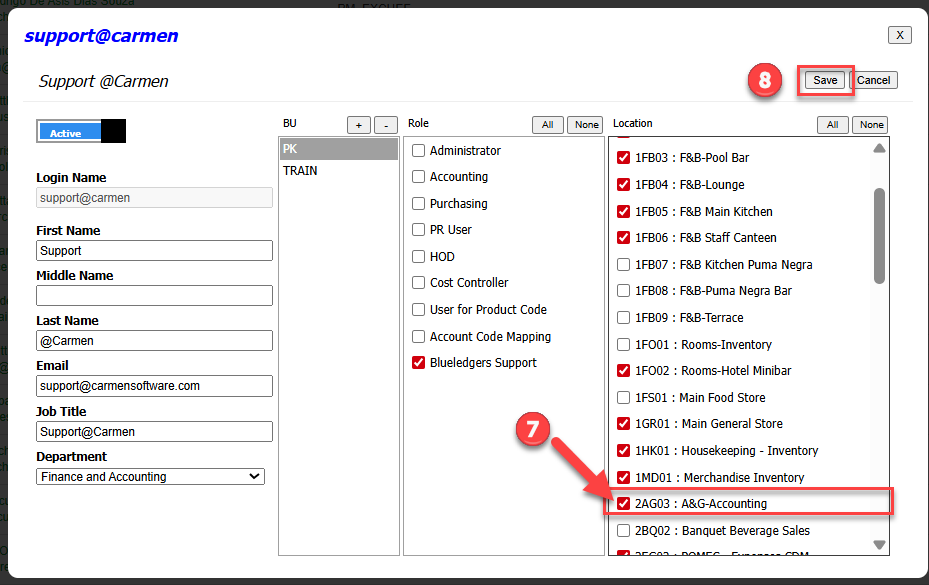 support@carmen
X
Support @Carmen
8
Save
Cancel
Active
Login Name
support@carmen
First Name
Support
Middle Name
Last Name
@Carmen
Email
support@carmensoftware.com
Job Title
Support@Carmen
Department
Finance and Accounting
BU
+
-
PK
TRAIN
Role
All
None
Administrator
Accounting
Purchasing
PR User
HOD
Cost Controller
User for Product Code
Account Code Mapping
Blueledgers Support
Location
All
None
1FB03 : F&B-Pool Bar
1FB04 : F&B-Lounge
1FB05 : F&B Main Kitchen
1FB06 : F&B Staff Canteen
1FB07 : F&B Kitchen Puma Negra
1FB08 : F&B-Puma Negra Bar
1FB09 : F&B-Terrace
1FO01 : Rooms-Inventory
1FO02 : Rooms-Hotel Minibar
1FS01 : Main Food Store
1GR01 : Main General Store
1HK01 : Housekeeping - Inventory
1MD01 : Merchandise Inventory
7
2AG03 : A&G-Accounting
2BQ02 : Banquet Beverage Sales